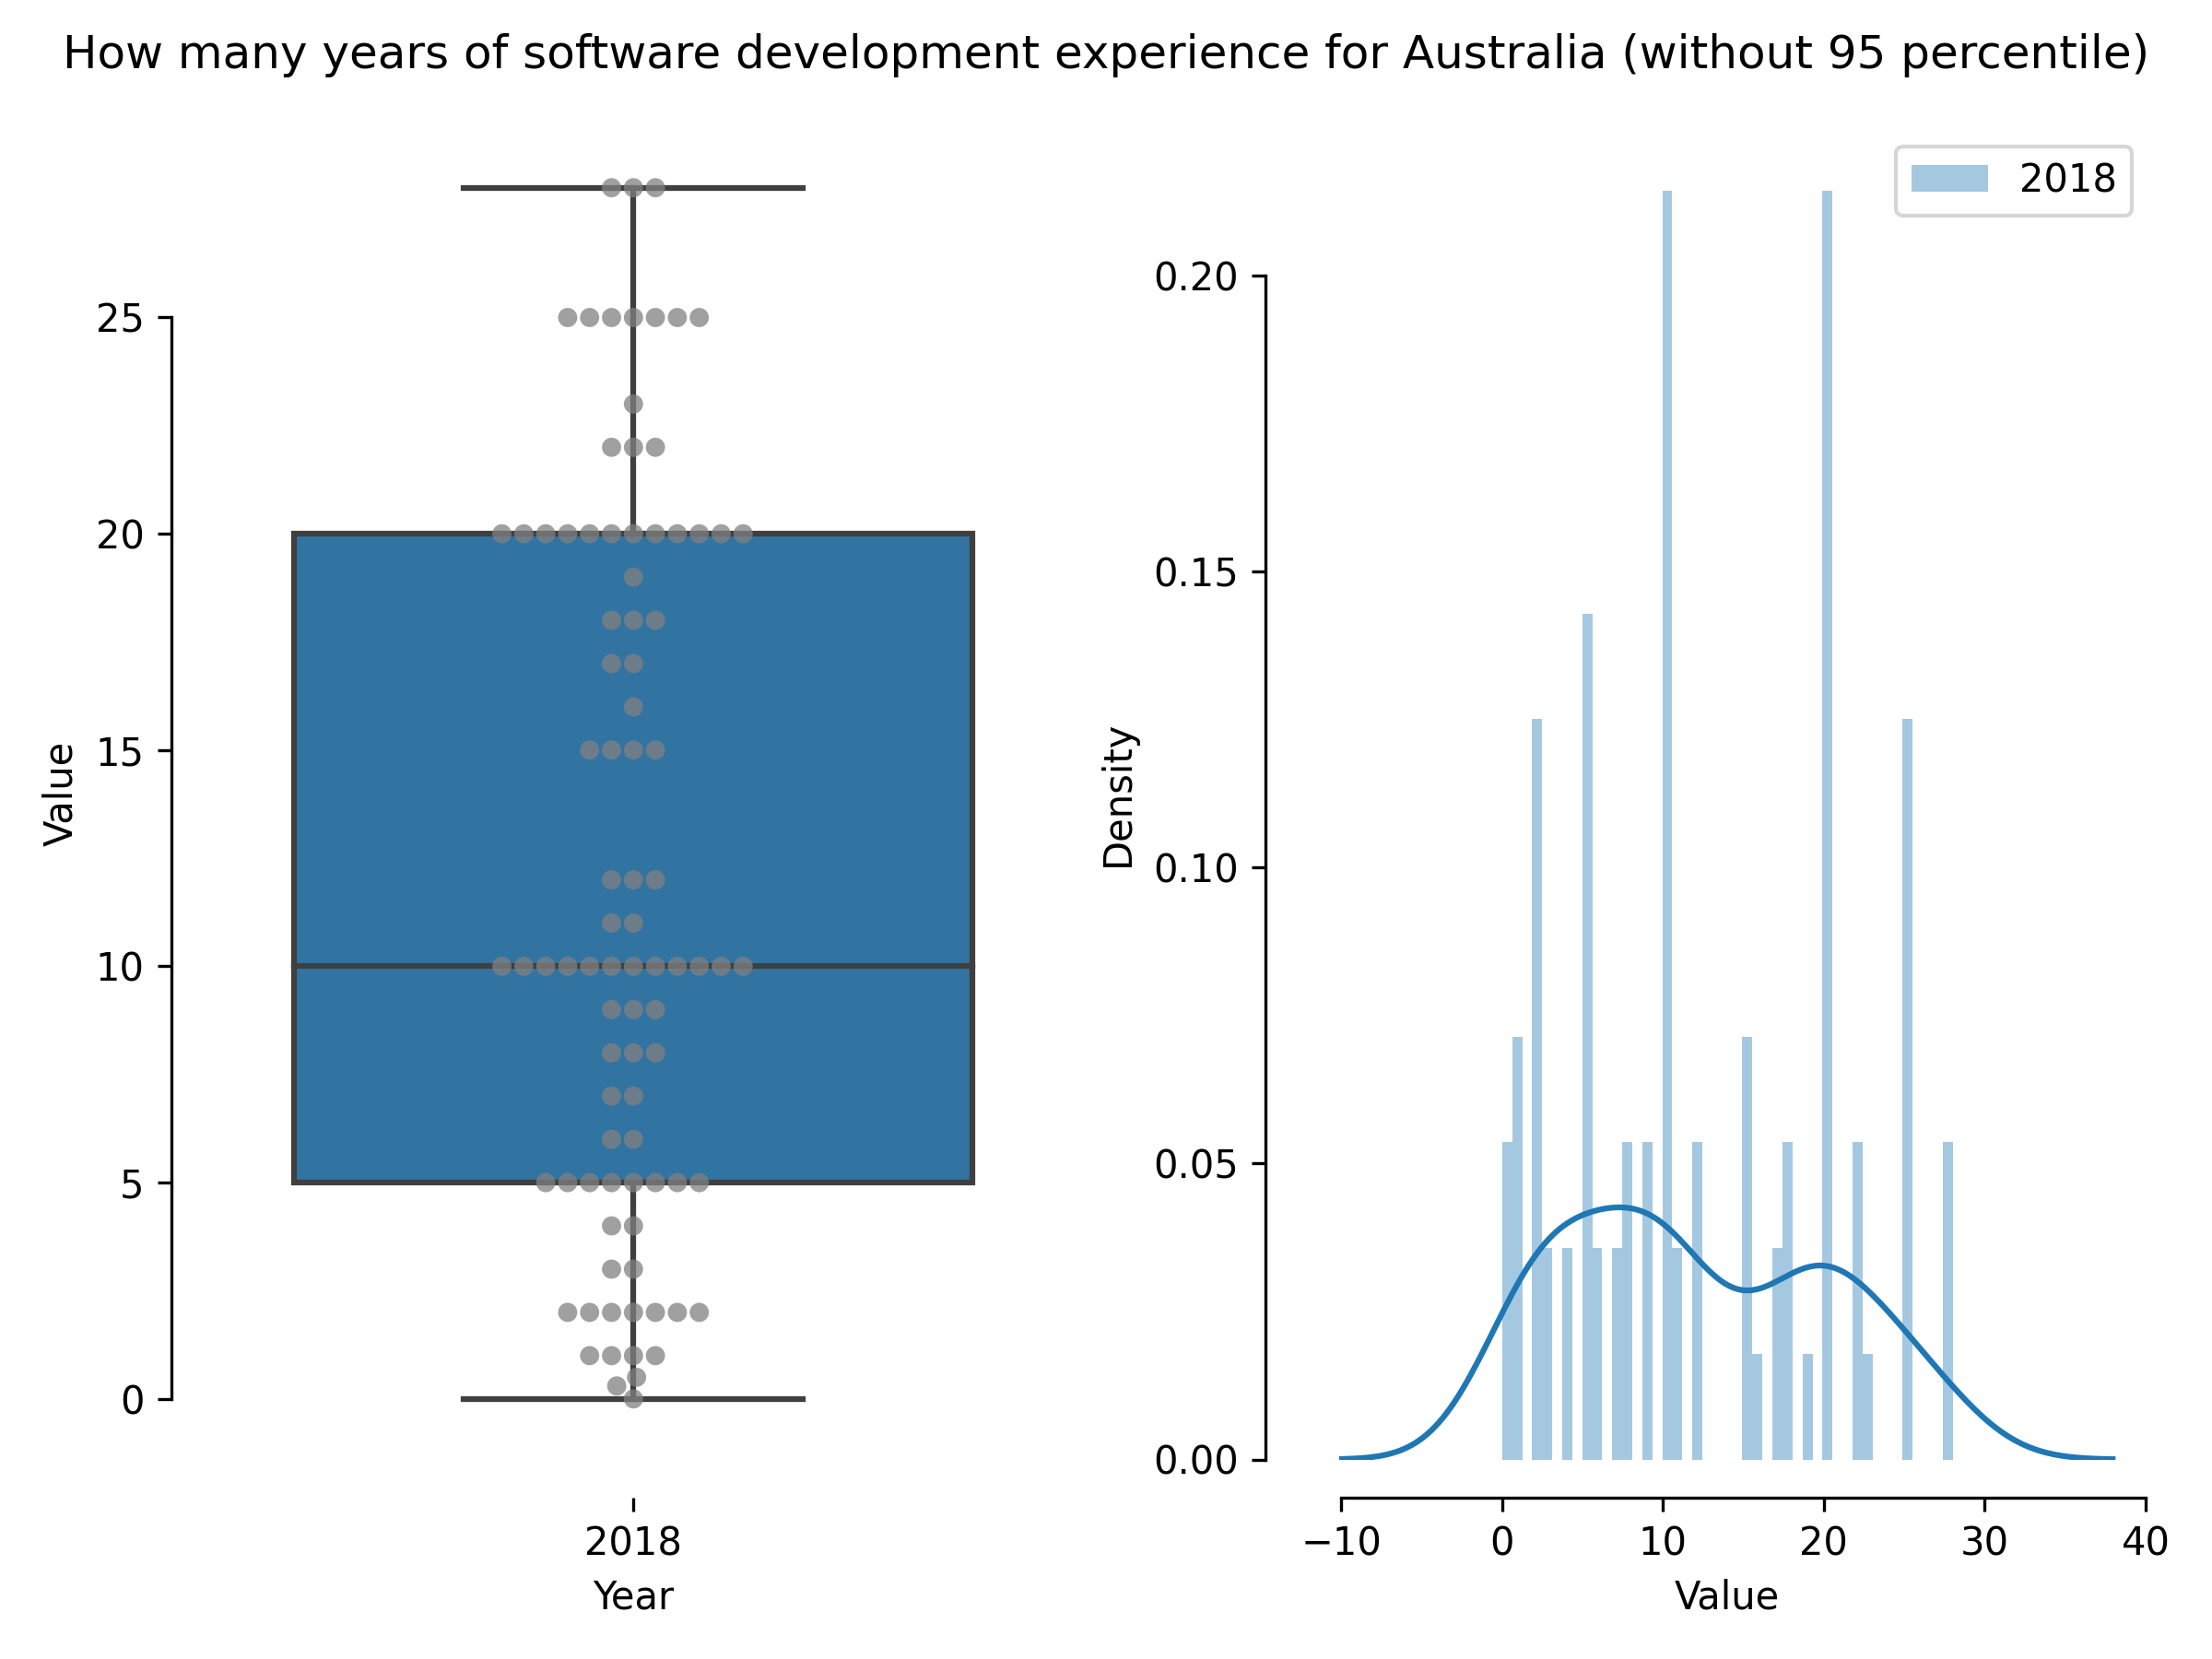 How many years of software development experience for Australia (without 95 percentile)
25
20
15
10
5
0
Value
2018
Year
2018
0.20
0.15
0.10
0.05
0.00
Density
−10 0 10 20 30 40
Value